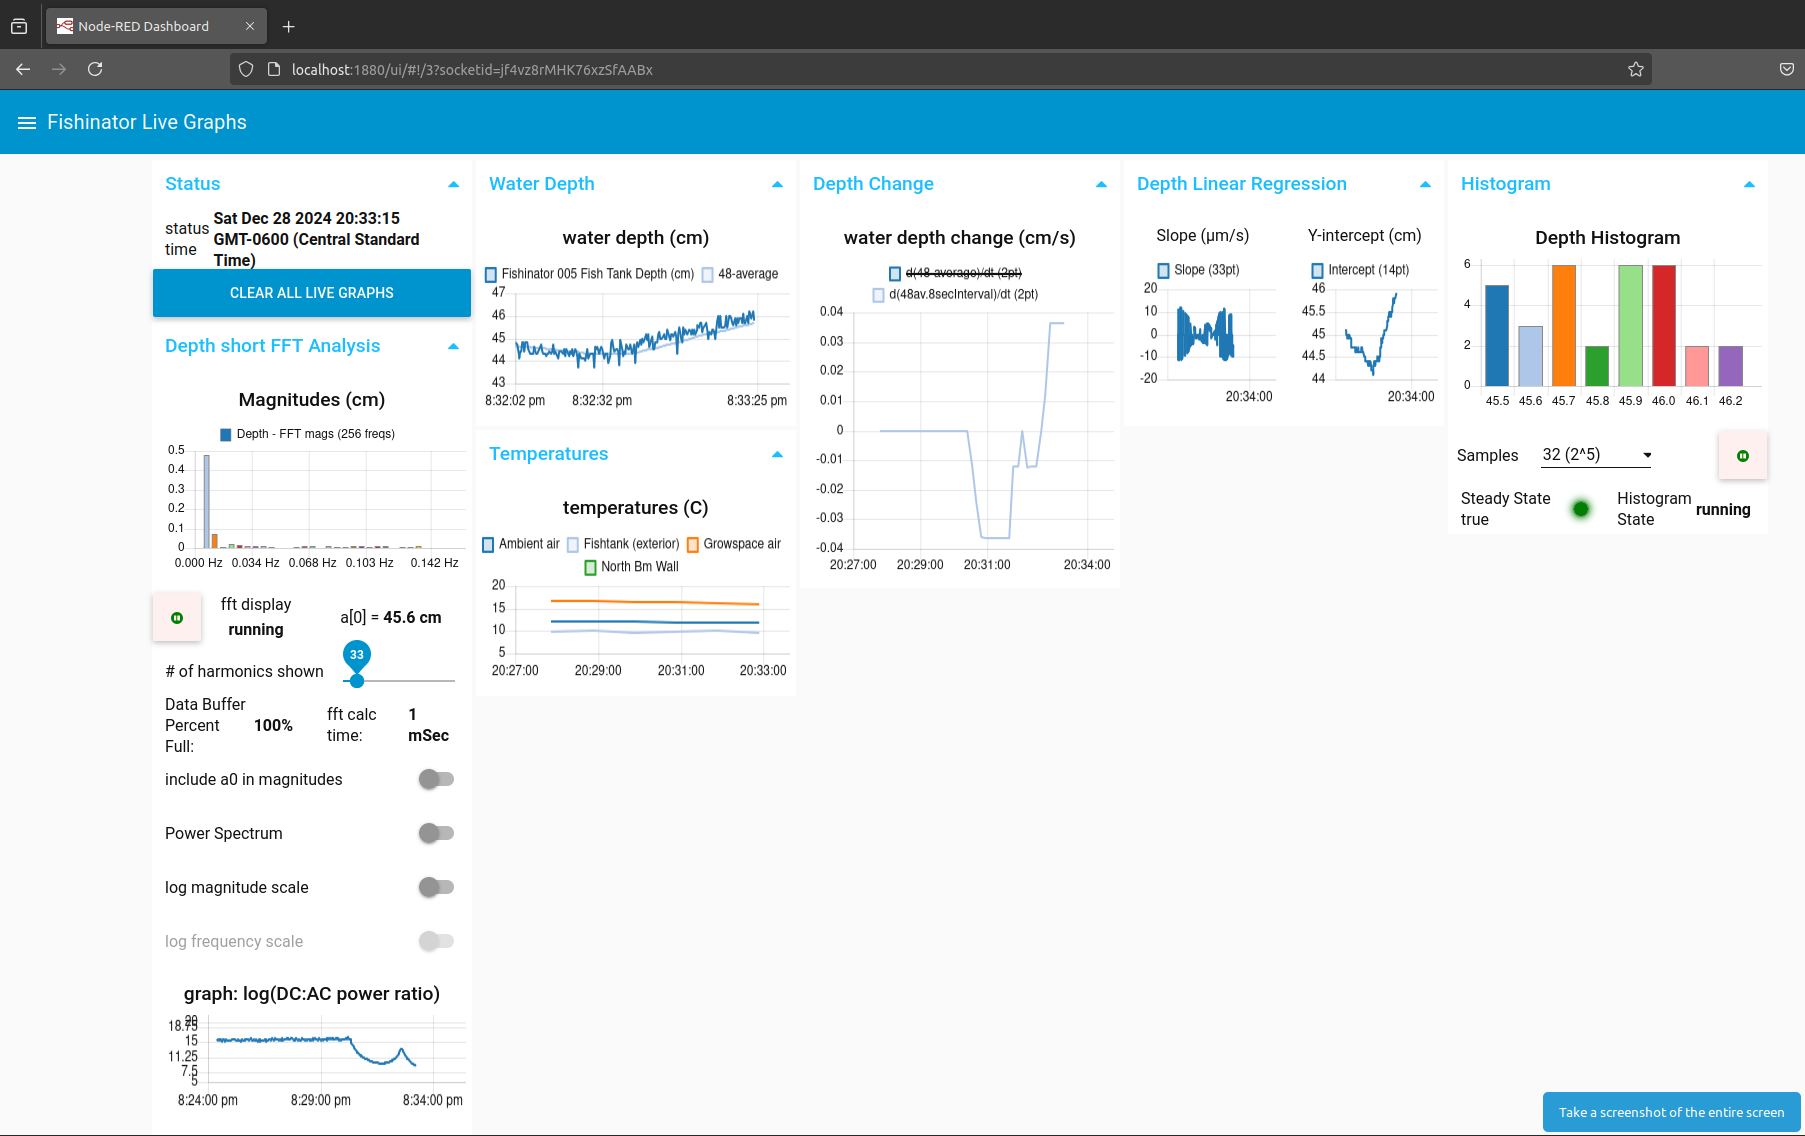 Node-RED Dashboard
localhost:1880/ui/#!/3?socketid=jf4vz8rMHK76xzSfAABx
Fishinator Live Graphs
Status
status time
Sat Dec 28 2024 20:33:15
GMT-0600 (Central Standard
Time)
CLEAR ALL LIVE GRAPHS
Depth short FFT Analysis
Magnitudes (cm)
Depth - FFT mags (256 freqs)
0.5
0.4
0.3
0.2
0.1
0
0.000 Hz 0.034 Hz 0.068 Hz 0.103 Hz 0.142 Hz
fft display
running
a[0] = 45.6 cm
33
# of harmonics shown
Data Buffer
Percent
Full:
100%
fft calc
time:
1
mSec
include a0 in magnitudes
Power Spectrum
log magnitude scale
log frequency scale
graph: log(DC:AC power ratio)
20
18.75
15
11.25
7.5
5
8:24:00 pm 8:29:00 pm 8:34:00 pm
Water Depth
water depth (cm)
Fishinator 005 Fish Tank Depth (cm) 48-average
47
46
45
44
43
8:32:02 pm 8:32:32 pm 8:33:25 pm
Temperatures
temperatures (C)
Ambient air Fishtank (exterior) Growspace air
North Bm Wall
20
15
10
5
20:27:00 20:29:00 20:31:00 20:33:00
Depth Change
water depth change (cm/s)
d(48-average)/dt (2pt)
d(48av.8secInterval)/dt (2pt)
0.04
0.03
0.02
0.01
0
-0.01
-0.02
-0.03
-0.04
20:27:00 20:29:00 20:31:00 20:34:00
Depth Linear Regression
Slope (µm/s)
Slope (33pt)
20
10
0
-10
-20
20:34:00
Y-intercept (cm)
Intercept (14pt)
46
45.5
45
44.5
44
20:34:00
Histogram
Depth Histogram
6
4
2
0
45.5 45.6 45.7 45.8 45.9 46.0 46.1 46.2
Samples 32 (2^5)
Steady State
true
Histogram
State
running
Take a screenshot of the entire screen